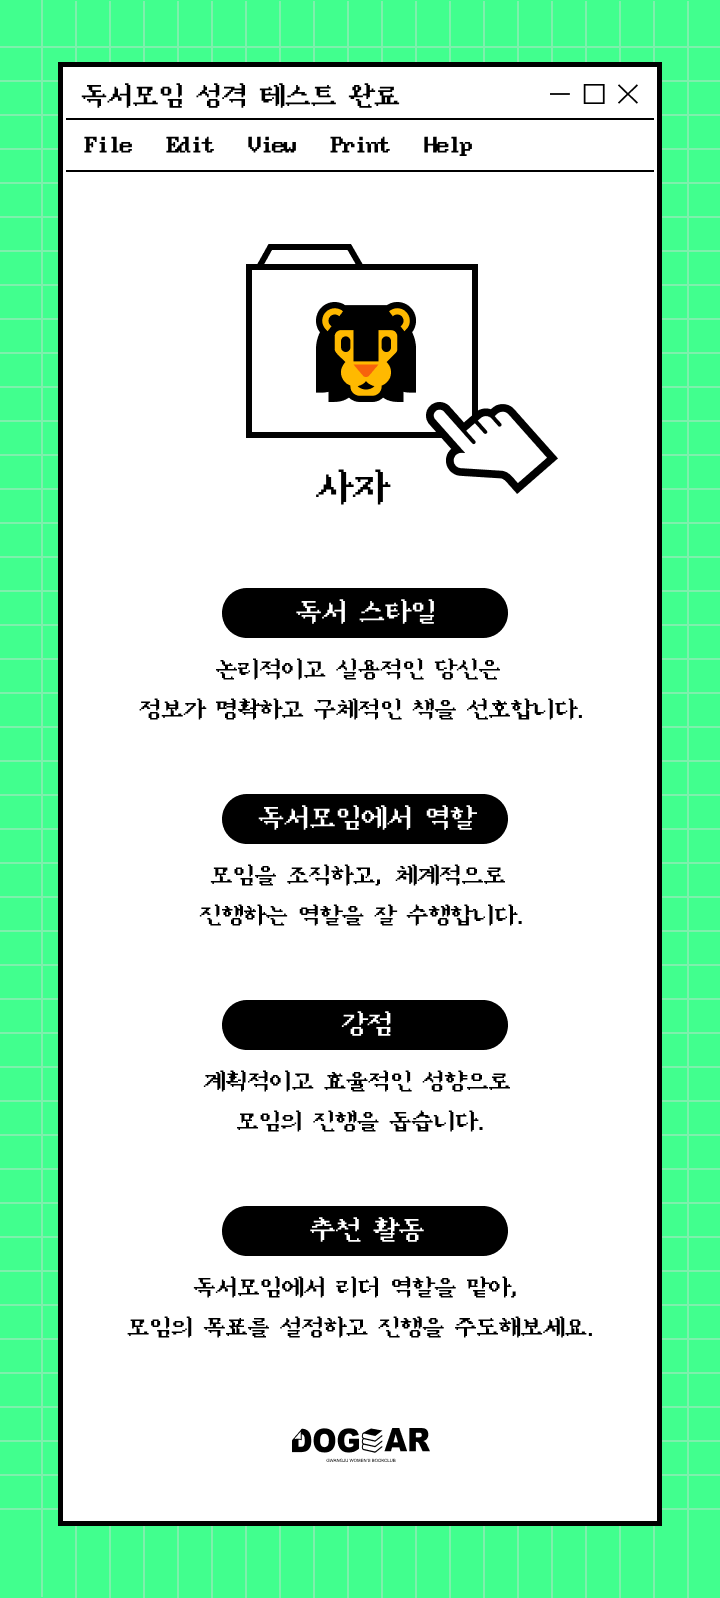 독서모임 성격 테스트 완료
File Edit View Print Help
사자
독서 스타일
논리적이고 실용적인 당신은
정보가 명확하고 구체적인 책을 선호합니다.
독서모임에서 역할
모임을 조직하고, 체계적으로
진행하는 역할을 잘 수행합니다.
강점
계획적이고 효율적인 성향으로
모임의 진행을 돕습니다.
추천 활동
독서모임에서 리더 역할을 맡아,
모임의 목표를 설정하고 진행을 주도해보세요.
DOGEAR
GWANGJU WOMEN'S BOOKCLUB